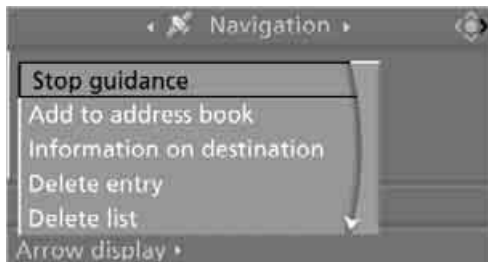 Navigation
Stop guidance
Add to address book
Information on destination
Delete entry
Delete list
Arrow display